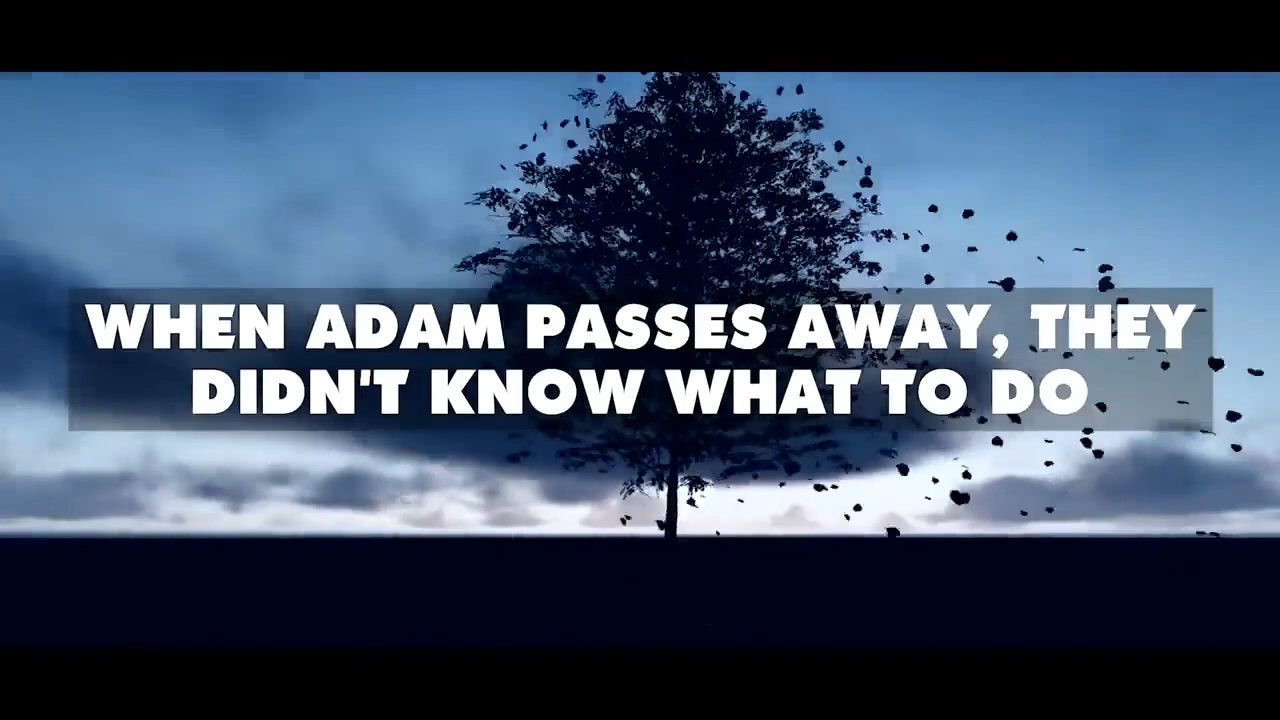 WHEN ADAM PASSES AWAY, THEY
DIDN'T KNOW WHAT TO DO